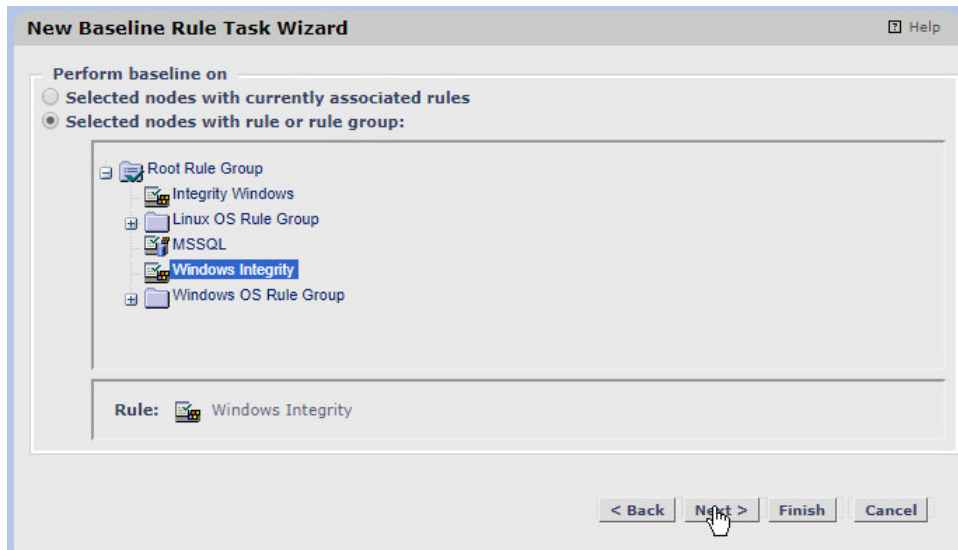 New Baseline Rule Task Wizard
? Help
Perform baseline on
Selected nodes with currently associated rules
Selected nodes with rule or rule group:
Root Rule Group
Integrity Windows
Linux OS Rule Group
MSSQL
Windows Integrity
Windows OS Rule Group
Rule: Windows Integrity
< Back Next > Finish Cancel